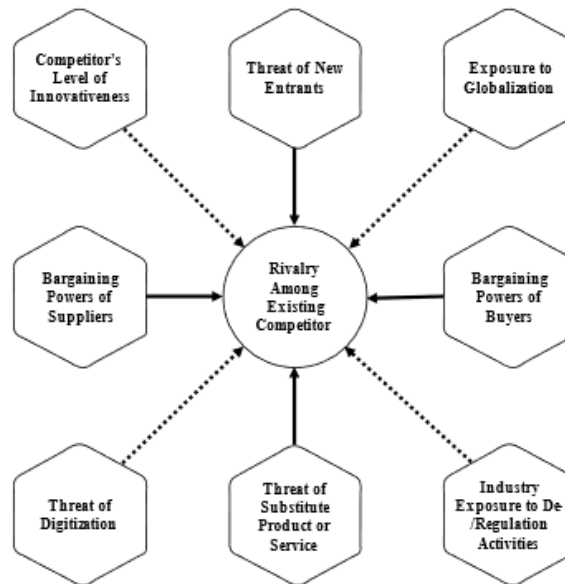 Competitor's
Level of
Innovativeness
Threat of New
Entrants
Exposure to
Globalization
Bargaining
Powers of
Suppliers
Rivalry
Among
Existing
Competitor
Bargaining
Powers of
Buyers
Threat of
Digitization
Threat of
Substitute
Product or
Service
Industry
Exposure to De-
/Regulation
Activities